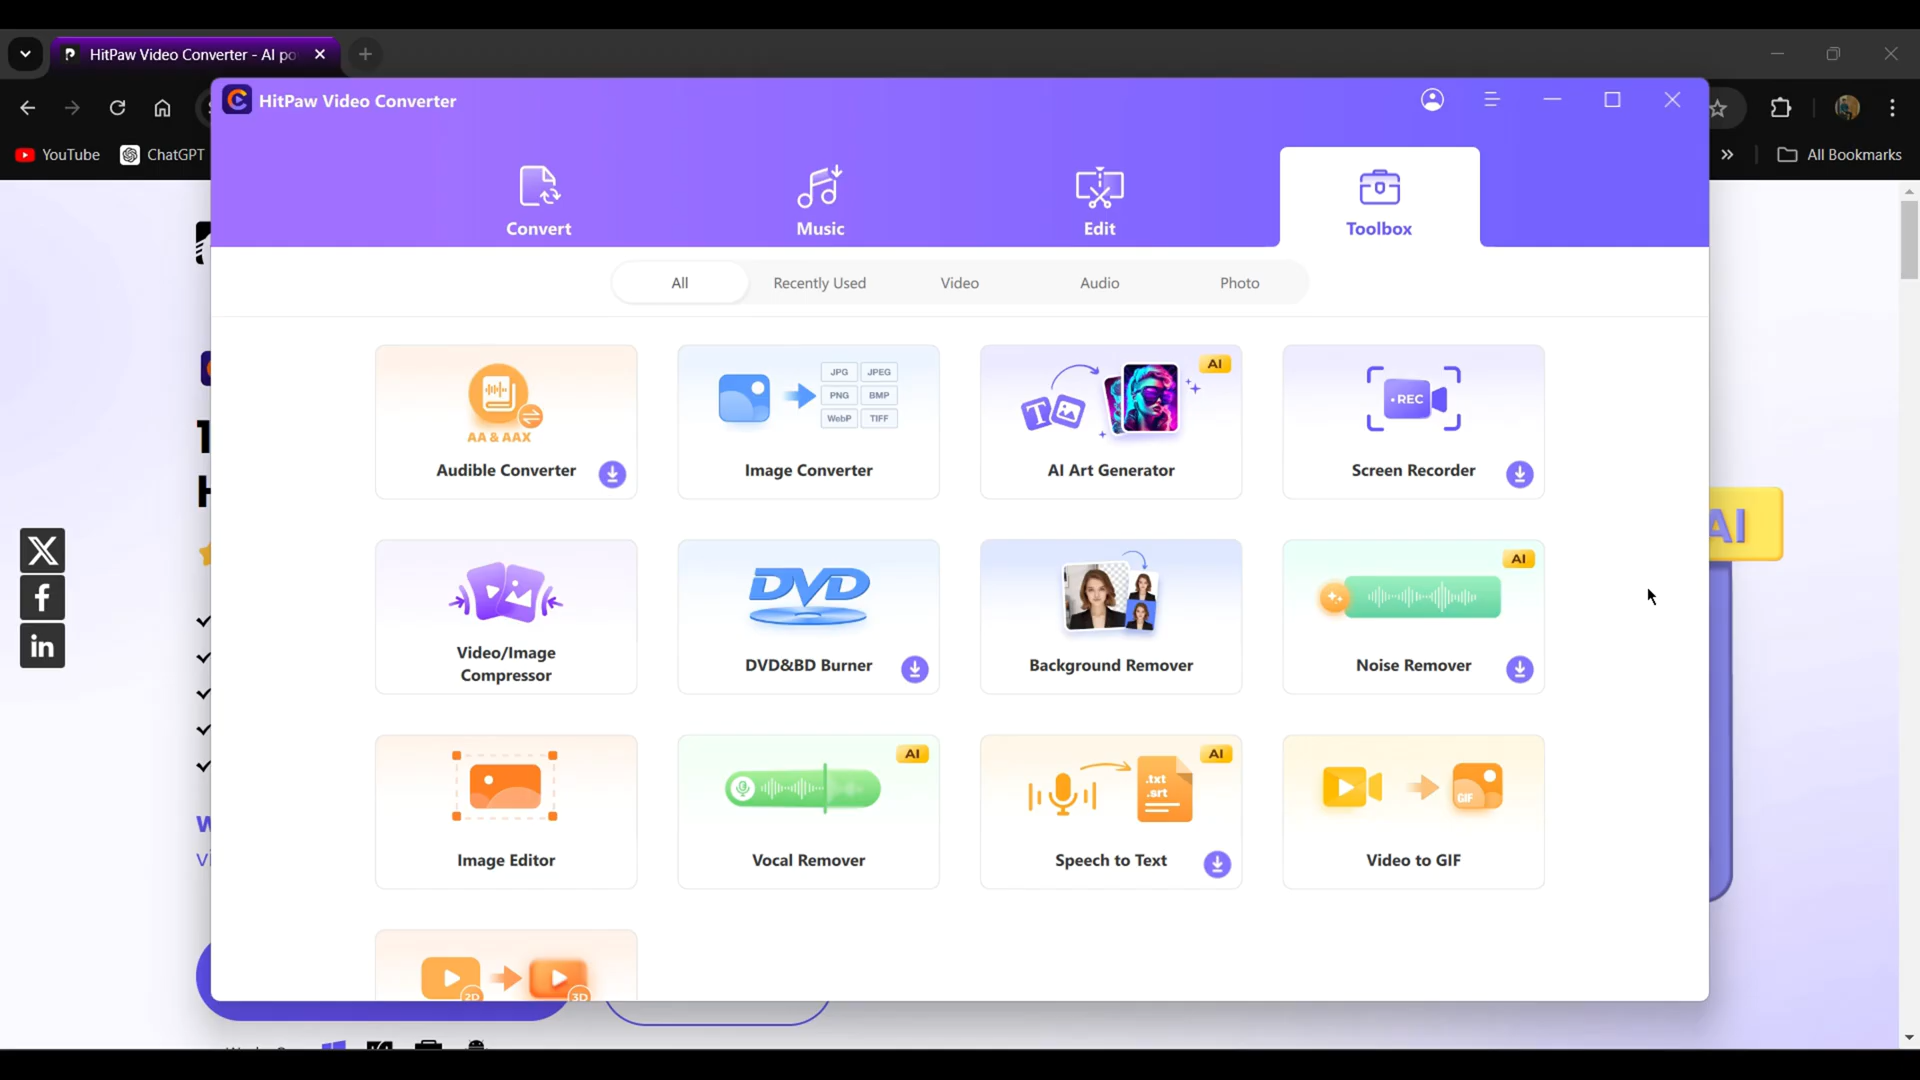 HitPaw Video Converter - AI po
HitPaw Video Converter
YouTube
ChatGPT
All Bookmarks
Convert
Music
Edit
Toolbox
All
Recently Used
Video
Audio
Photo
AA & AAX
Audible Converter
JPG JPEG
PNG BMP
WebP TIFF
Image Converter
AI
T
AI Art Generator
REC
Screen Recorder
Video/Image
Compressor
DVD
DVD&BD Burner
Background Remover
AI
Noise Remover
Image Editor
AI
Vocal Remover
AI
.txt
.srt
Speech to Text
GIF
Video to GIF
2D
3D
X
f
in
AI